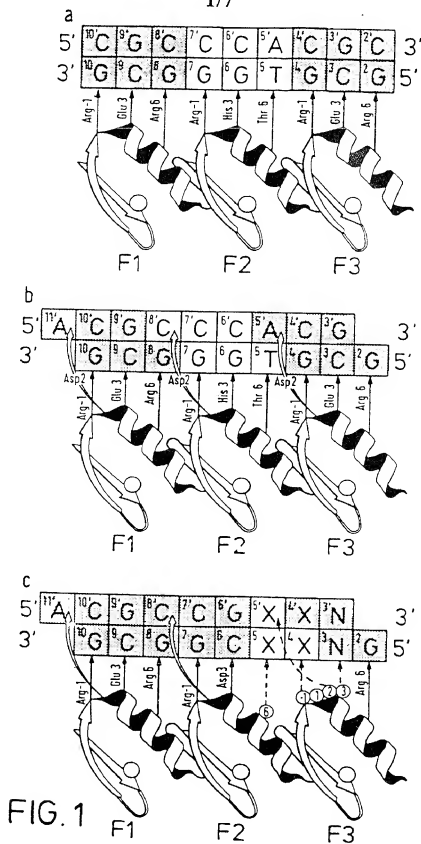 1/7
a
5' 10'C 9'G 8'C 7'C 6'C 5'A 4'C 3'G 2'C 3'
3' 10G 9C 8G 7G 6G 5T 4G 3C 2G 5'
Arg-1 Glu 3 Arg6 Arg-1 His 3 Thr 6 Arg-1 Glu 3 Arg 6
F1 F2 F3
b
5' 11'A 10'C 9'G 8'C 7'C 6'C 5'A 4'C 3'G 3'
3' 10G 9C 8G 7G 6G 5T 4G 3C 2G 5'
Asp2 Asp2 Asp2
Arg-1 Glu 3 Arg 6 Arg-1 His 3 Thr 6 Arg-1 Glu 3 Arg 6
F1 F2 F3
c
5' 11'A 10'C 9'G 8'C 7'C 6'G 5'X 4'X 3'N 3'
3' 10G 9C 8G 7G 6C 5X 4X 3N 2G 5'
Arg-1 Glu 3 Arg 6 Arg-1 Asp3 6 - 1 2 3 Arg 6
FIG. 1 F1 F2 F3